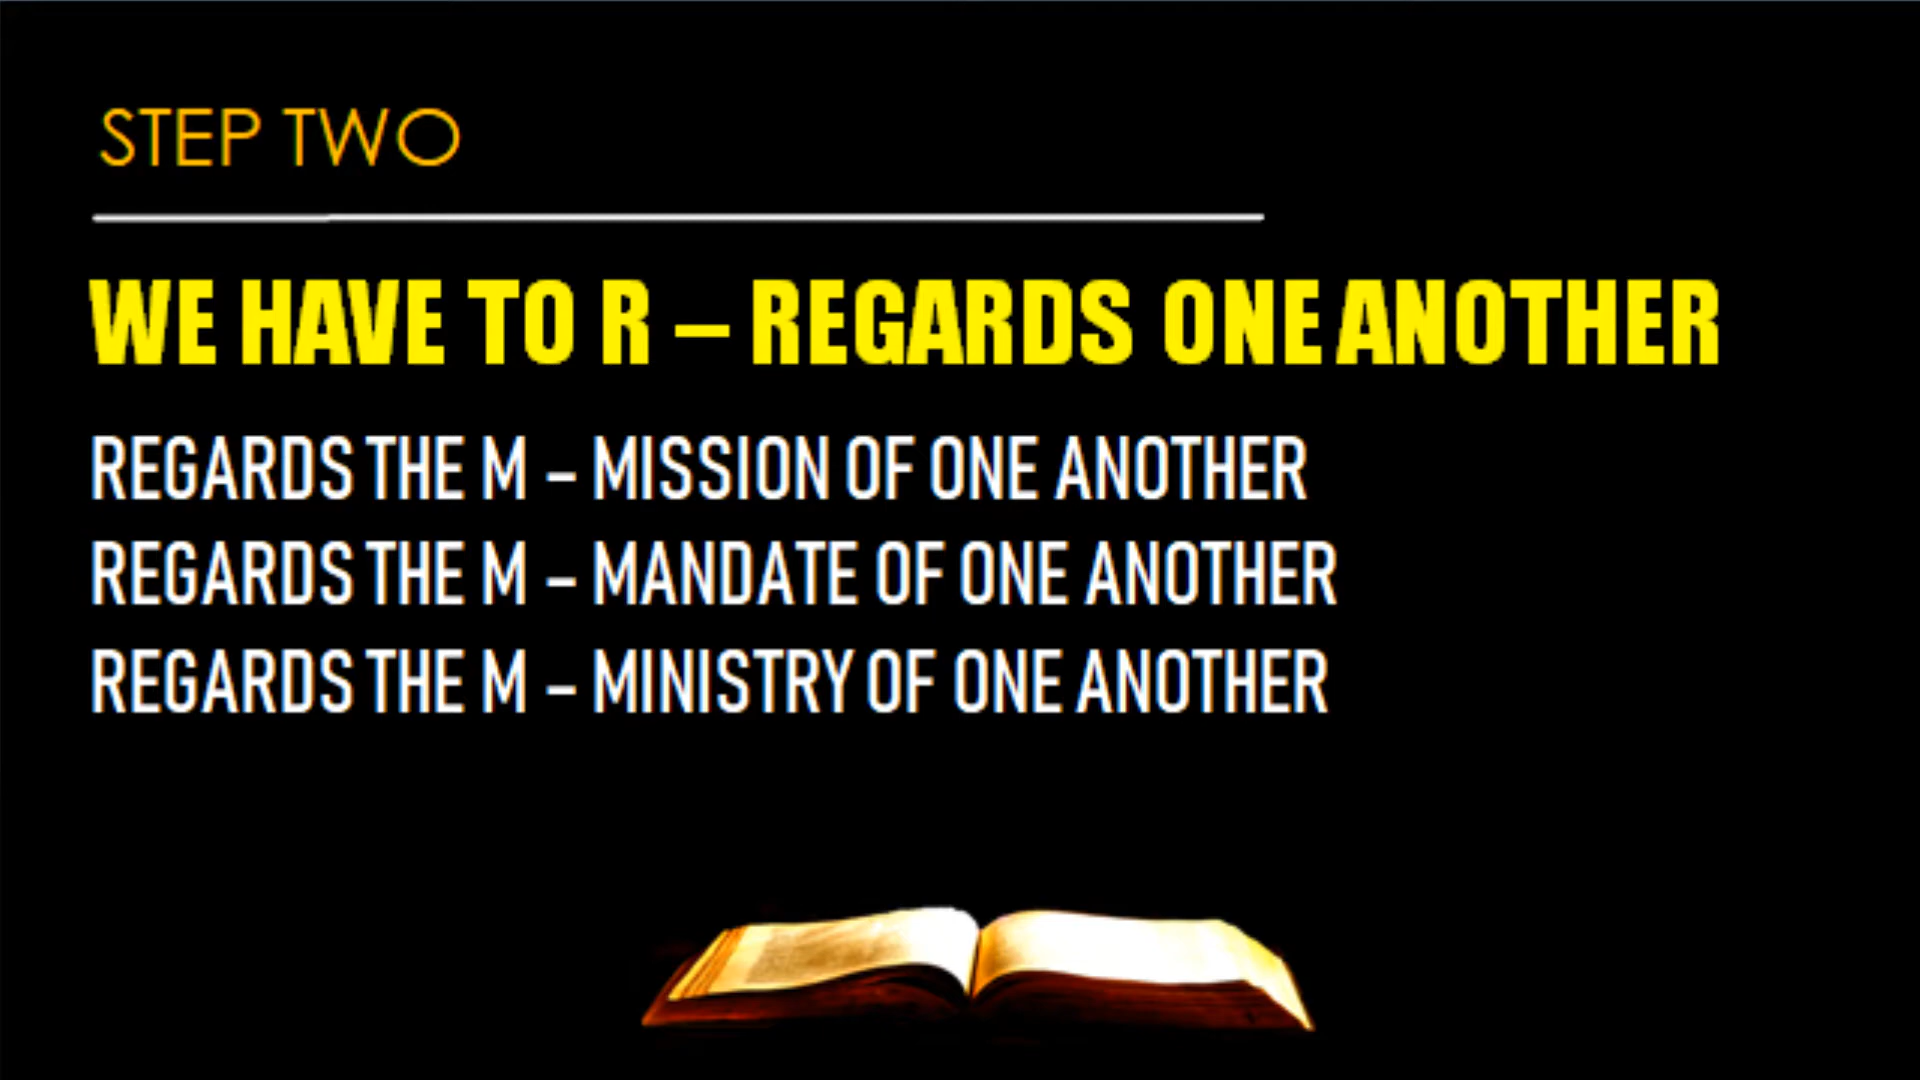 STEP TWO
WE HAVE TO R – REGARDS ONE ANOTHER
REGARDS THE M – MISSION OF ONE ANOTHER
REGARDS THE M – MANDATE OF ONE ANOTHER
REGARDS THE M – MINISTRY OF ONE ANOTHER